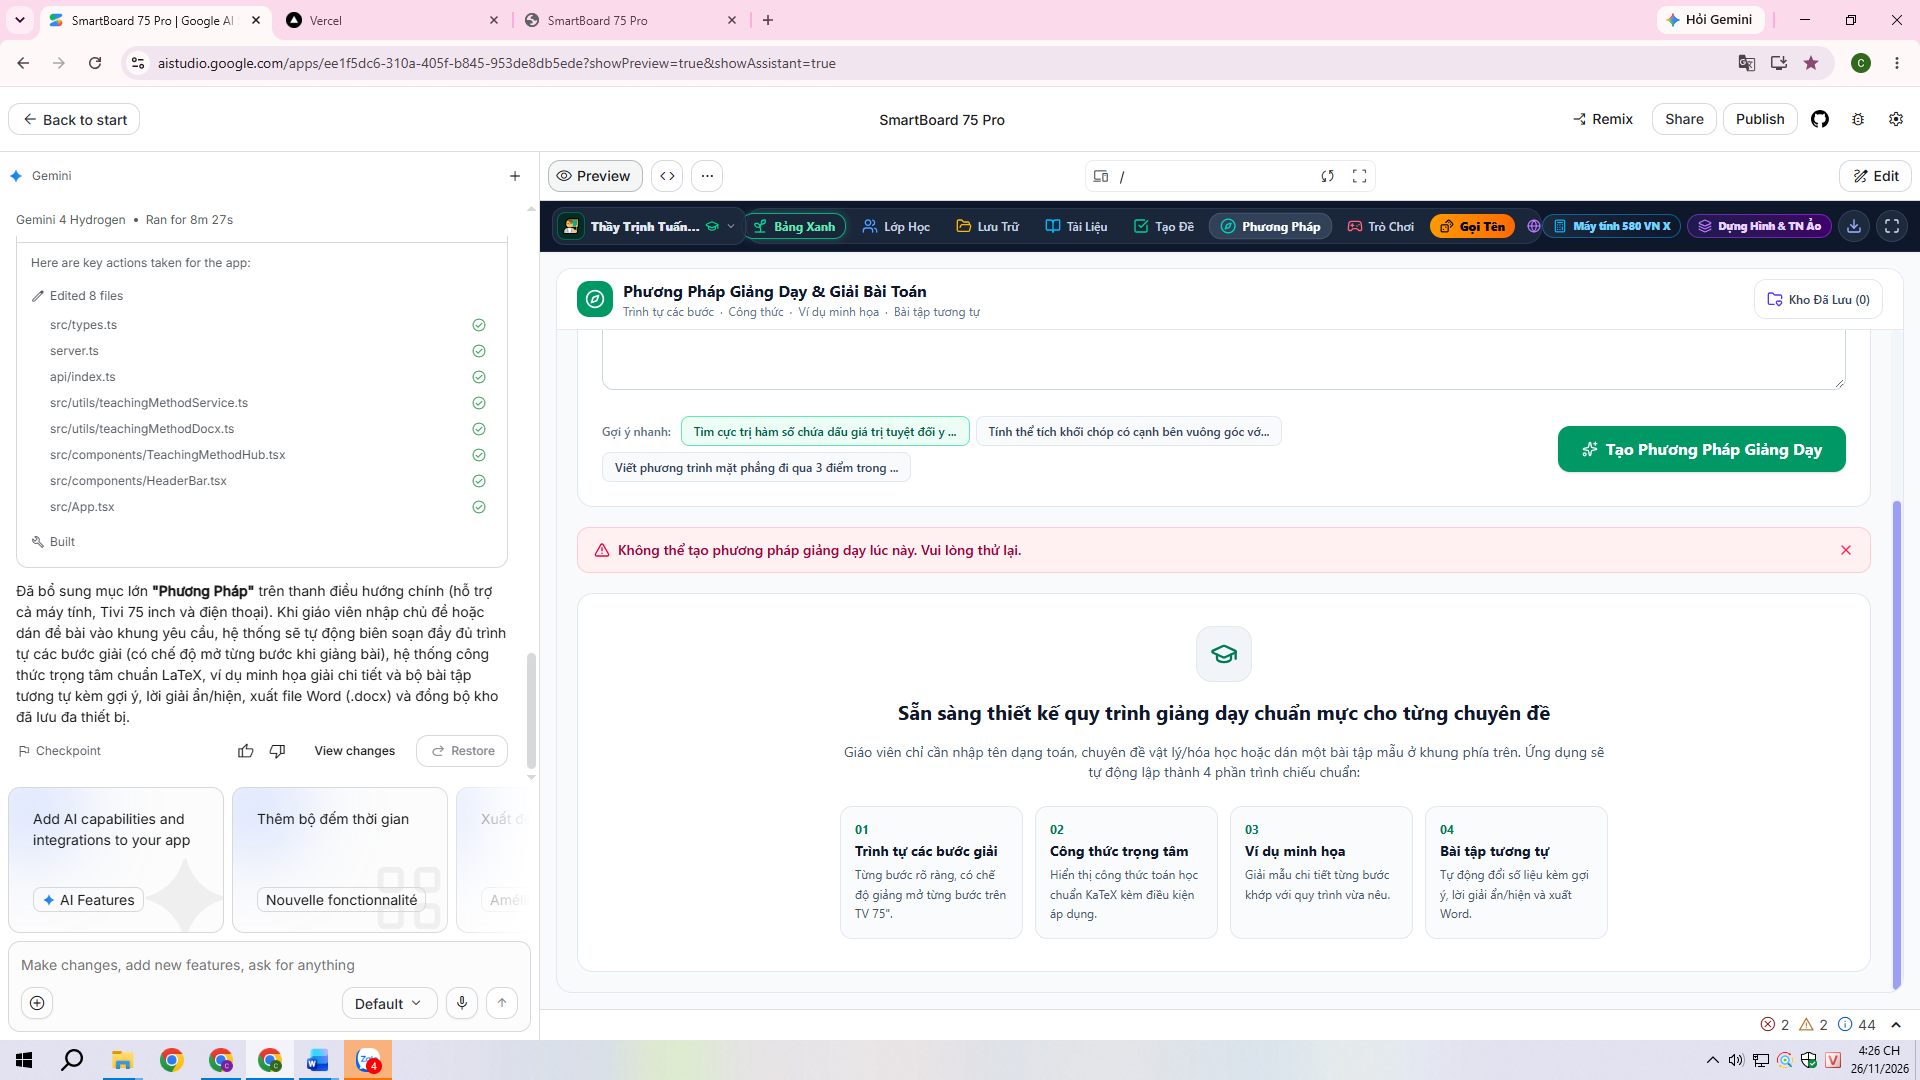 SmartBoard 75 Pro | Google AI
Vercel
SmartBoard 75 Pro
Hỏi Gemini
aistudio.google.com/apps/ee1f5dc6-310a-405f-b845-953de8db5ede?showPreview=true&showAssistant=true
C
Back to start
SmartBoard 75 Pro
Remix
Share
Publish
Gemini
Preview
/
Edit
Gemini 4 Hydrogen • Ran for 8m 27s
Here are key actions taken for the app:
Edited 8 files
src/types.ts
server.ts
api/index.ts
src/utils/teachingMethodService.ts
src/utils/teachingMethodDocx.ts
src/components/TeachingMethodHub.tsx
src/components/HeaderBar.tsx
src/App.tsx
Built
Đã bổ sung mục lớn "Phương Pháp" trên thanh điều hướng chính (hỗ trợ
cả máy tính, Tivi 75 inch và điện thoại). Khi giáo viên nhập chủ đề hoặc
dán đề bài vào khung yêu cầu, hệ thống sẽ tự động biên soạn đầy đủ trình
tự các bước giải (có chế độ mở từng bước khi giảng bài), hệ thống công
thức trọng tâm chuẩn LaTeX, ví dụ minh họa giải chi tiết và bộ bài tập
tương tự kèm gợi ý, lời giải ẩn/hiện, xuất file Word (.docx) và đồng bộ kho
đã lưu đa thiết bị.
Checkpoint
View changes
Restore
Add AI capabilities and
integrations to your app
AI Features
Thêm bộ đếm thời gian
Nouvelle fonctionnalité
Xuất đ
Améli
Make changes, add new features, ask for anything
Default
Thầy Trịnh Tuấn...
Bảng Xanh
Lớp Học
Lưu Trữ
Tài Liệu
Tạo Đề
Phương Pháp
Trò Chơi
Gọi Tên
Máy tính 580 VN X
Dựng Hình & TN Ảo
Phương Pháp Giảng Dạy & Giải Bài Toán
Trình tự các bước · Công thức · Ví dụ minh họa · Bài tập tương tự
Kho Đã Lưu (0)
Gợi ý nhanh:
Tìm cực trị hàm số chứa dấu giá trị tuyệt đối y ...
Tính thể tích khối chóp có cạnh bên vuông góc vớ...
Viết phương trình mặt phẳng đi qua 3 điểm trong ...
Tạo Phương Pháp Giảng Dạy
Không thể tạo phương pháp giảng dạy lúc này. Vui lòng thử lại.
Sẵn sàng thiết kế quy trình giảng dạy chuẩn mực cho từng chuyên đề
Giáo viên chỉ cần nhập tên dạng toán, chuyên đề vật lý/hóa học hoặc dán một bài tập mẫu ở khung phía trên. Ứng dụng sẽ
tự động lập thành 4 phần trình chiếu chuẩn:
01
Trình tự các bước giải
Từng bước rõ ràng, có chế
độ giảng mở từng bước trên
TV 75".
02
Công thức trọng tâm
Hiển thị công thức toán học
chuẩn KaTeX kèm điều kiện
áp dụng.
03
Ví dụ minh họa
Giải mẫu chi tiết từng bước
khớp với quy trình vừa nêu.
04
Bài tập tương tự
Tự động đổi số liệu kèm gợi
ý, lời giải ẩn/hiện và xuất
Word.
2
2
44
Zalo
4
V
4:26 CH
26/11/2026